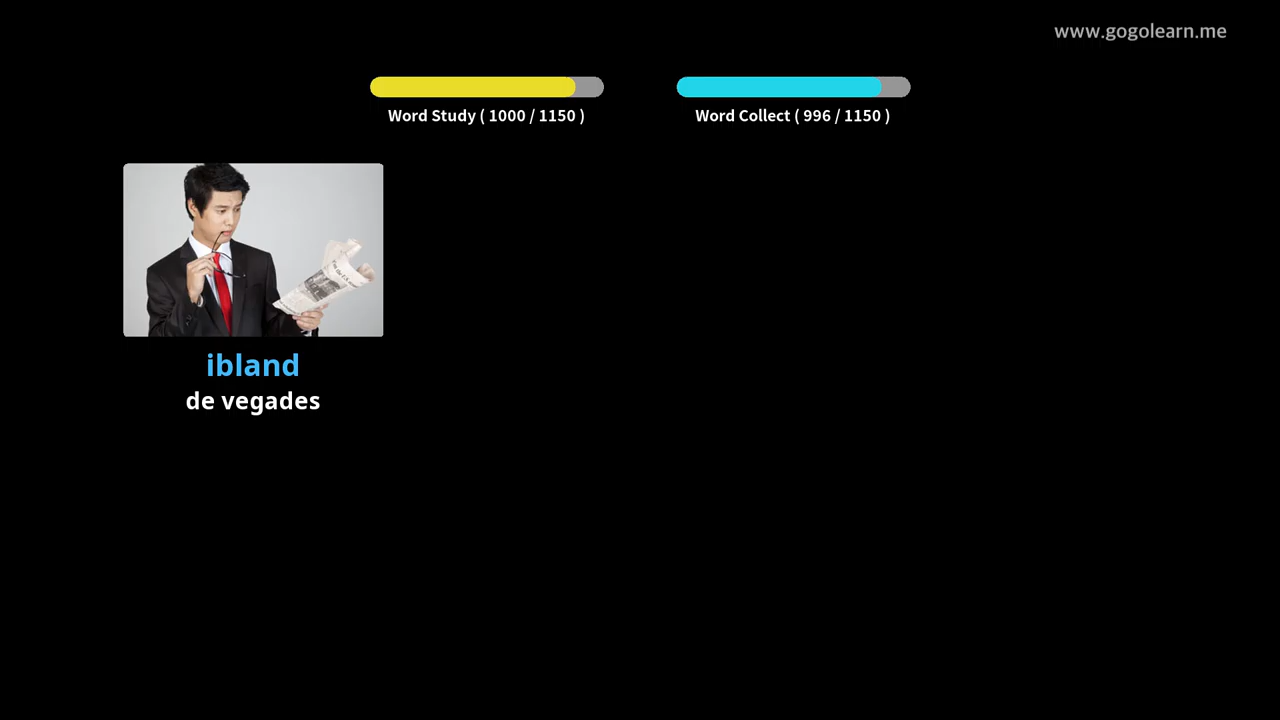 www.gogolearn.me
Word Study ( 1000 / 1150 )
Word Collect ( 996 / 1150 )
ibland
de vegades